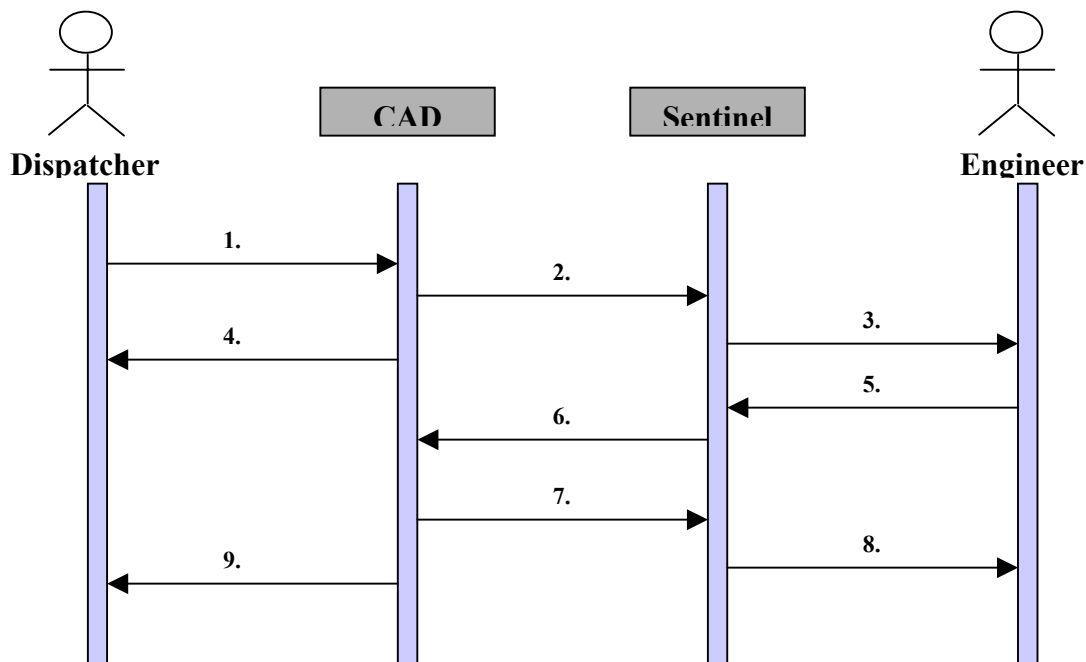 CAD
Sentinel
Dispatcher
Engineer
1.
2.
3.
4.
5.
6.
7.
8.
9.